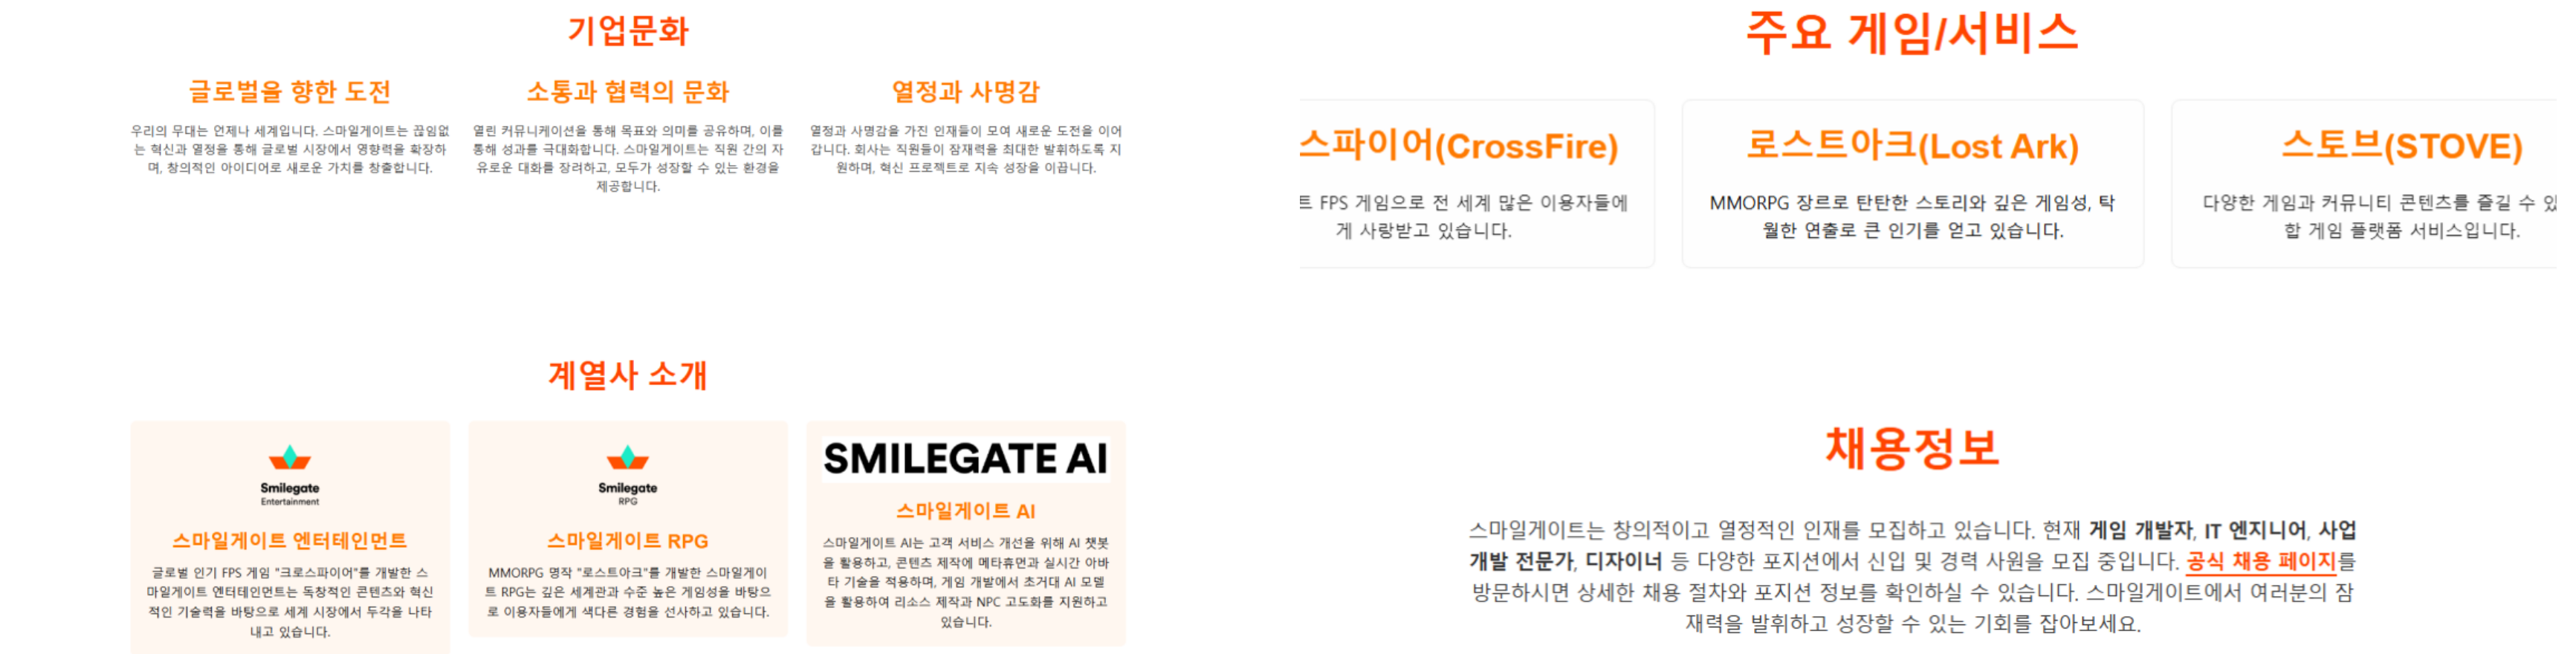 기업문화
글로벌을 향한 도전
우리의 무대는 언제나 세계입니다. 스마일게이트는 끊임없
는 혁신과 열정을 통해 글로벌 시장에서 영향력을 확장하
며, 창의적인 아이디어로 새로운 가치를 창출합니다.
소통과 협력의 문화
열린 커뮤니케이션을 통해 목표와 의미를 공유하며, 이를
통해 성과를 극대화합니다. 스마일게이트는 직원 간의 자
유로운 대화를 장려하고, 모두가 성장할 수 있는 환경을
제공합니다.
열정과 사명감
열정과 사명감을 가진 인재들이 모여 새로운 도전을 이어
갑니다. 회사는 직원들이 잠재력을 최대한 발휘하도록 지
원하며, 혁신 프로젝트로 지속 성장을 이끕니다.
계열사 소개
Smilegate
Entertainment
스마일게이트 엔터테인먼트
글로벌 인기 FPS 게임 "크로스파이어"를 개발한 스
마일게이트 엔터테인먼트는 독창적인 콘텐츠와 혁신
적인 기술력을 바탕으로 세계 시장에서 두각을 나타
내고 있습니다.
Smilegate
RPG
스마일게이트 RPG
MMORPG 명작 "로스트아크"를 개발한 스마일게이
트 RPG는 깊은 세계관과 수준 높은 게임성을 바탕으
로 이용자들에게 색다른 경험을 선사하고 있습니다.
SMILEGATE AI
스마일게이트 AI
스마일게이트 AI는 고객 서비스 개선을 위해 AI 챗봇
을 활용하고, 콘텐츠 제작에 메타휴먼과 실시간 아바
타 기술을 적용하며, 게임 개발에서 초거대 AI 모델
을 활용하여 리소스 제작과 NPC 고도화를 지원하고
있습니다.
주요 게임/서비스
스파이어(CrossFire)
트 FPS 게임으로 전 세계 많은 이용자들에
게 사랑받고 있습니다.
로스트아크(Lost Ark)
MMORPG 장르로 탄탄한 스토리와 깊은 게임성, 탁
월한 연출로 큰 인기를 얻고 있습니다.
스토브(STOVE)
다양한 게임과 커뮤니티 콘텐츠를 즐길 수 있
합 게임 플랫폼 서비스입니다.
채용정보
스마일게이트는 창의적이고 열정적인 인재를 모집하고 있습니다. 현재 게임 개발자, IT 엔지니어, 사업
개발 전문가, 디자이너 등 다양한 포지션에서 신입 및 경력 사원을 모집 중입니다. 공식 채용 페이지를
방문하시면 상세한 채용 절차와 포지션 정보를 확인하실 수 있습니다. 스마일게이트에서 여러분의 잠
재력을 발휘하고 성장할 수 있는 기회를 잡아보세요.